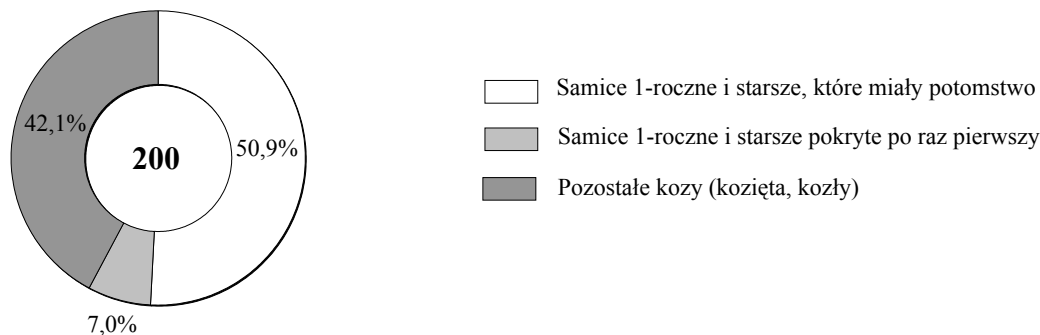 42,1%
200
50,9%
7,0%
Samice 1-roczne i starsze, które miały potomstwo
Samice 1-roczne i starsze pokryte po raz pierwszy
Pozostałe kozy (kozięta, kozły)